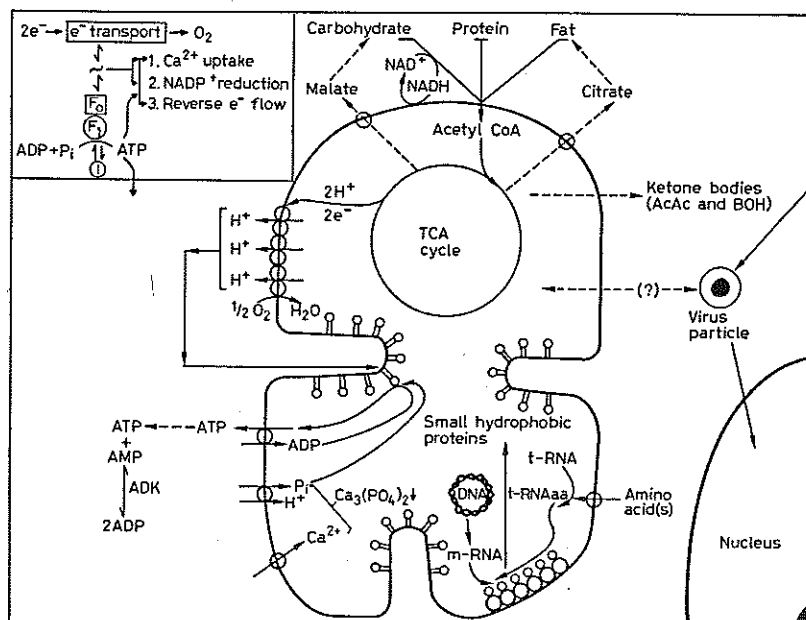 2e⁻ → e⁻ transport → O₂
~
1. Ca²⁺ uptake
2. NADP⁺ reduction
3. Reverse e⁻ flow
F₀
F₁
ADP+Pᵢ ATP
I
Carbohydrate Protein Fat
NAD⁺
NADH
Malate Citrate
Acetyl CoA
2H⁺
2e⁻
TCA
cycle
Ketone bodies
(AcAc and BOH)
H⁺
H⁺
H⁺
1/2 O₂ H₂O
(?)
Virus
particle
ATP ATP
ADP
+
AMP
ADK
2ADP
Pᵢ
H⁺
Ca₃(PO₄)₂↓
Ca²⁺
Small hydrophobic
proteins
t-RNA
DNA
t-RNAaa
Amino
acid(s)
m-RNA
Nucleus